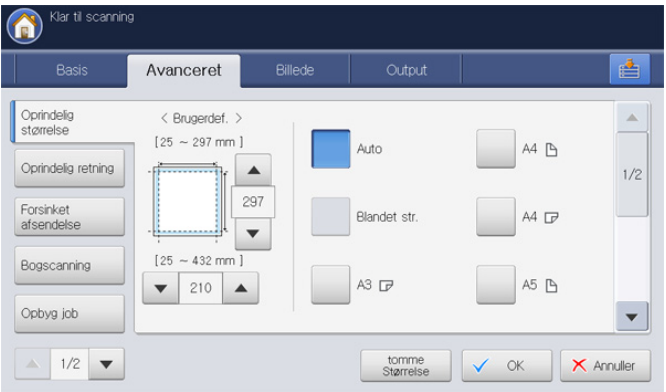 Klar til scanning
Basis
Avanceret
Billede
Output
Oprindelig
størrelse
Oprindelig retning
Forsinket
afsendelse
Bogscanning
Opbyg job
1/2
< Brugerdef. >
[25 ~ 297 mm ]
297
[25 ~ 432 mm ]
210
Auto
Blandet str.
A3
A4
A4
A5
1/2
tomme
Størrelse
OK
Annuller